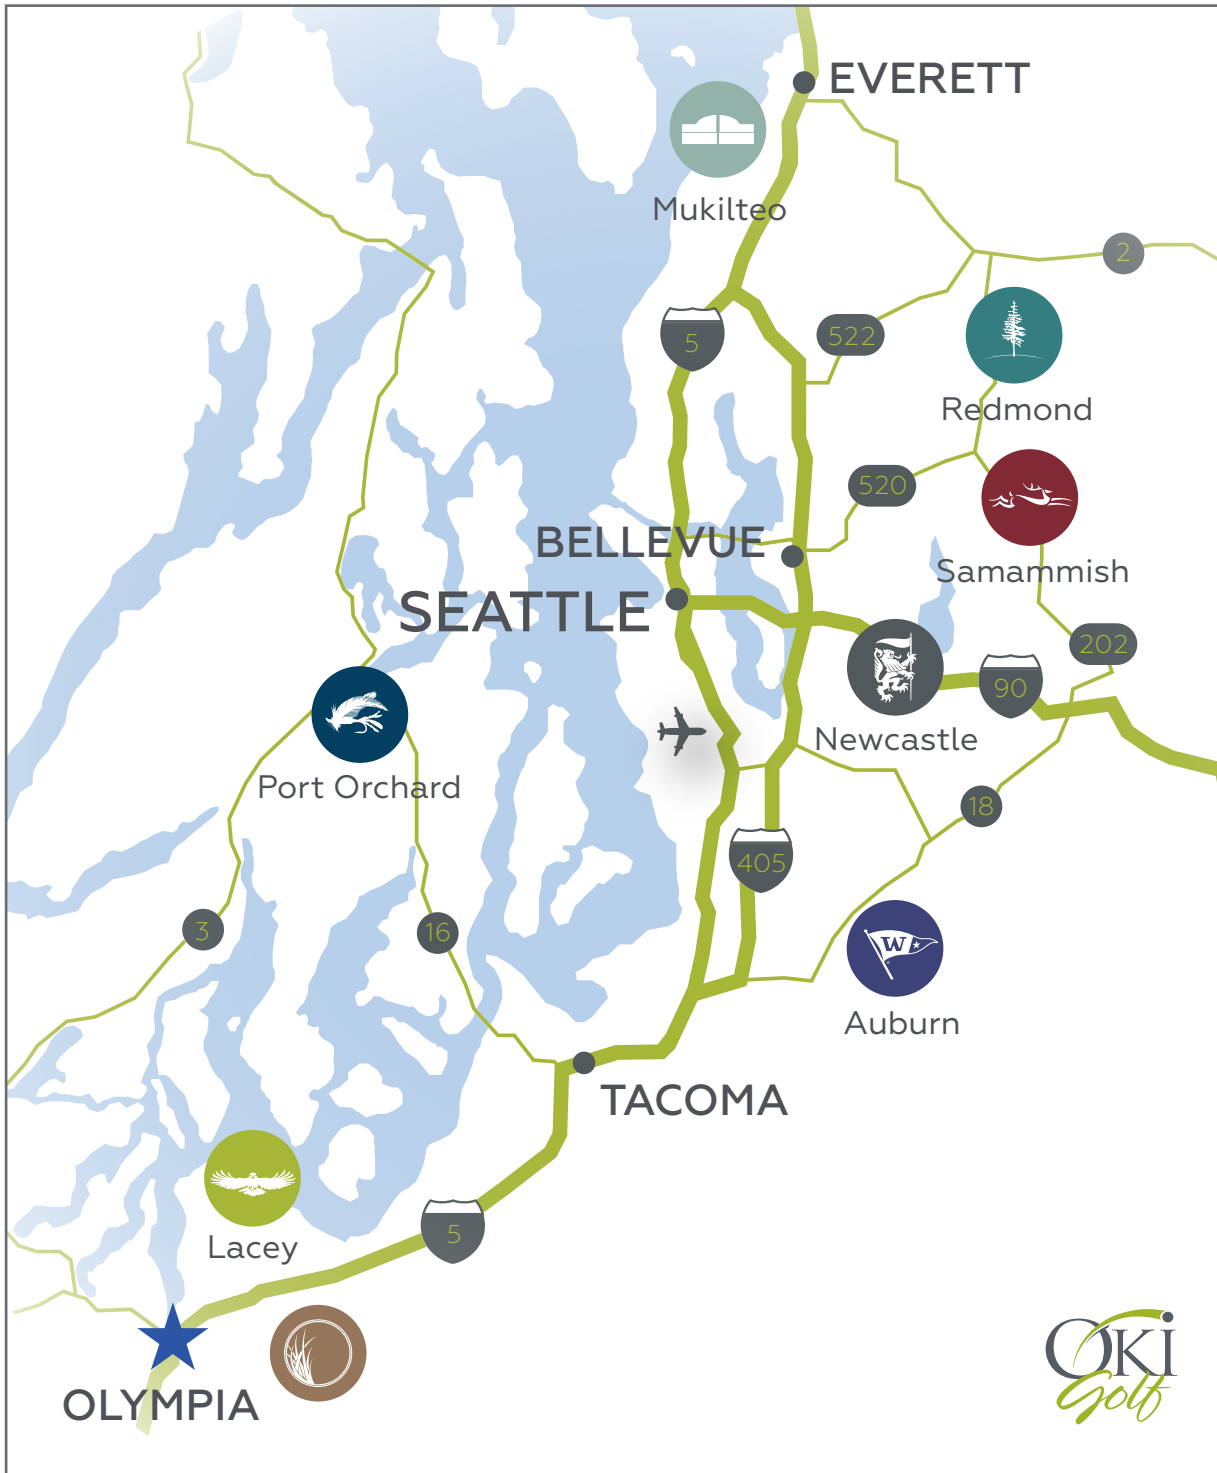 EVERETT
Mukilteo
2
5
522
Redmond
520
BELLEVUE
Samammish
SEATTLE
202
90
Newcastle
Port Orchard
18
405
3
16
W
Auburn
TACOMA
Lacey
5
OKI
Golf
OLYMPIA